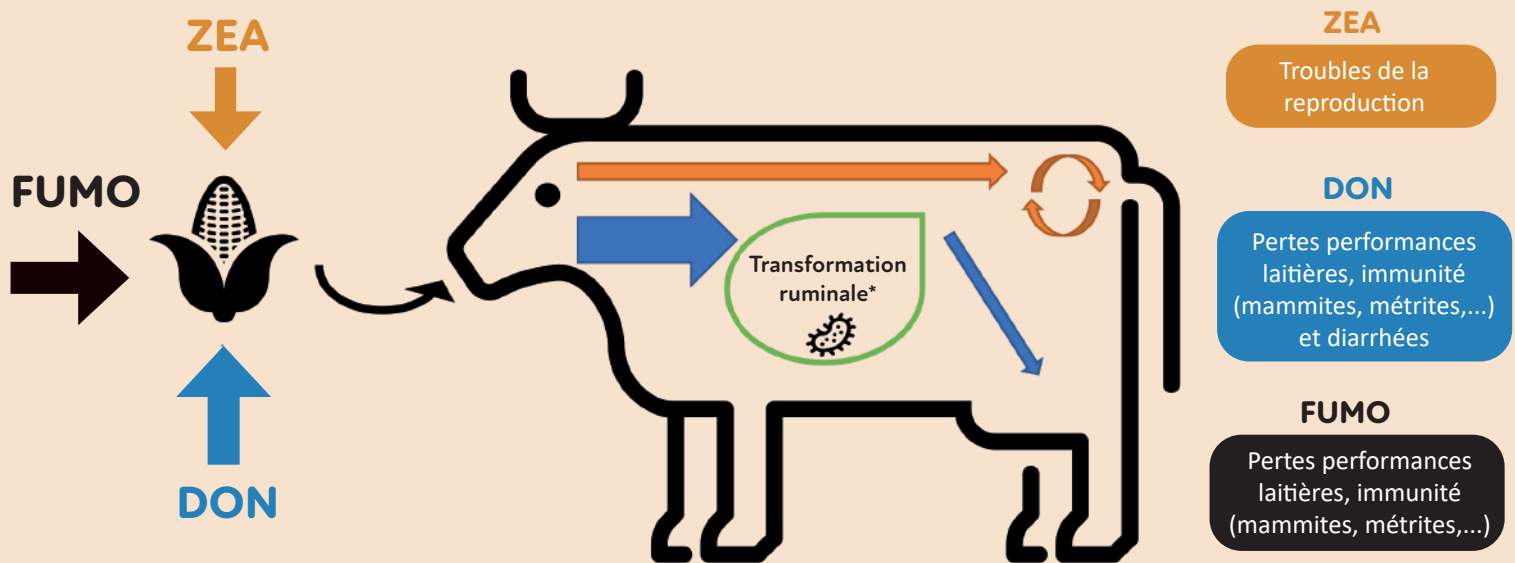 ZEA
FUMO
DON
Transformation
ruminale*
ZEA
Troubles de la
reproduction
DON
Pertes performances
laitières, immunité
(mammites, métrites,...)
et diarrhées
FUMO
Pertes performances
laitières, immunité
(mammites, métrites,...)